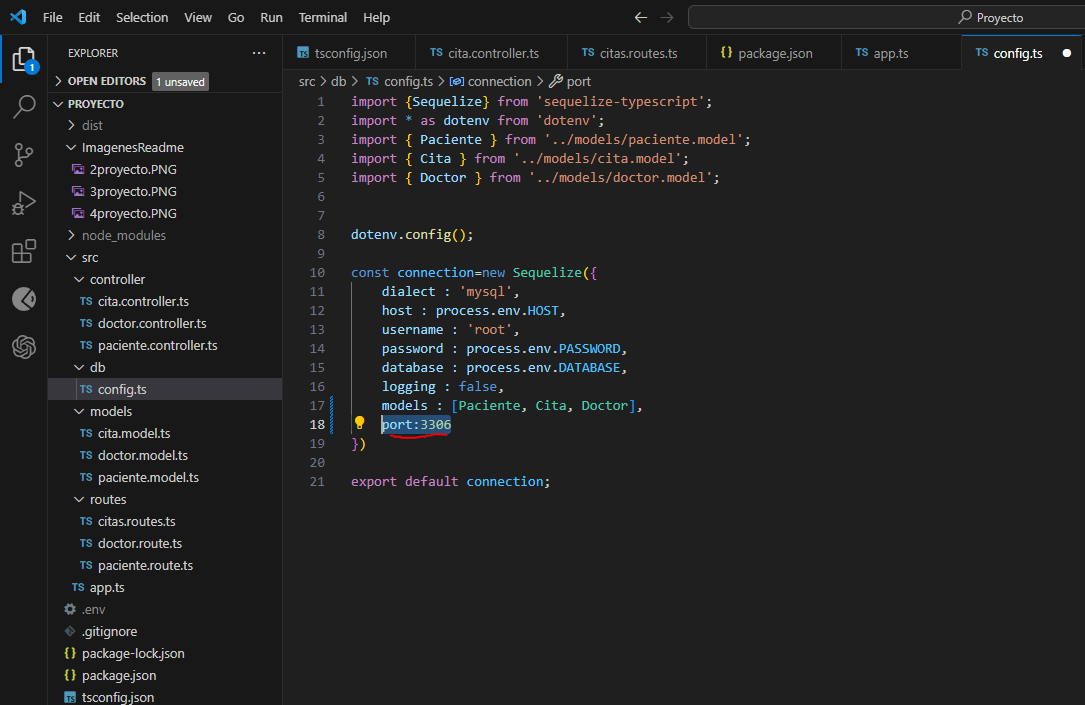 File Edit Selection View Go Run Terminal Help
Proyecto
EXPLORER
tsconfig.json
TS cita.controller.ts
TS citas.routes.ts
{} package.json
TS app.ts
TS config.ts
OPEN EDITORS 1 unsaved
src > db > TS config.ts > connection > port
PROYECTO
dist
ImagenesReadme
2proyecto.PNG
3proyecto.PNG
4proyecto.PNG
node_modules
src
controller
TS cita.controller.ts
TS doctor.controller.ts
TS paciente.controller.ts
db
TS config.ts
models
TS cita.model.ts
TS doctor.model.ts
TS paciente.model.ts
routes
TS citas.routes.ts
TS doctor.route.ts
TS paciente.route.ts
TS app.ts
.env
.gitignore
{} package-lock.json
{} package.json
TS tsconfig.json
1
1 import {Sequelize} from 'sequelize-typescript';
2 import * as dotenv from 'dotenv';
3 import { Paciente } from '../models/paciente.model';
4 import { Cita } from '../models/cita.model';
5 import { Doctor } from '../models/doctor.model';
6
7
8 dotenv.config();
9
10 const connection=new Sequelize({
11 dialect : 'mysql',
12 host : process.env.HOST,
13 username : 'root',
14 password : process.env.PASSWORD,
15 database : process.env.DATABASE,
16 logging : false,
17 models : [Paciente, Cita, Doctor],
18 port:3306
19 })
20
21 export default connection;